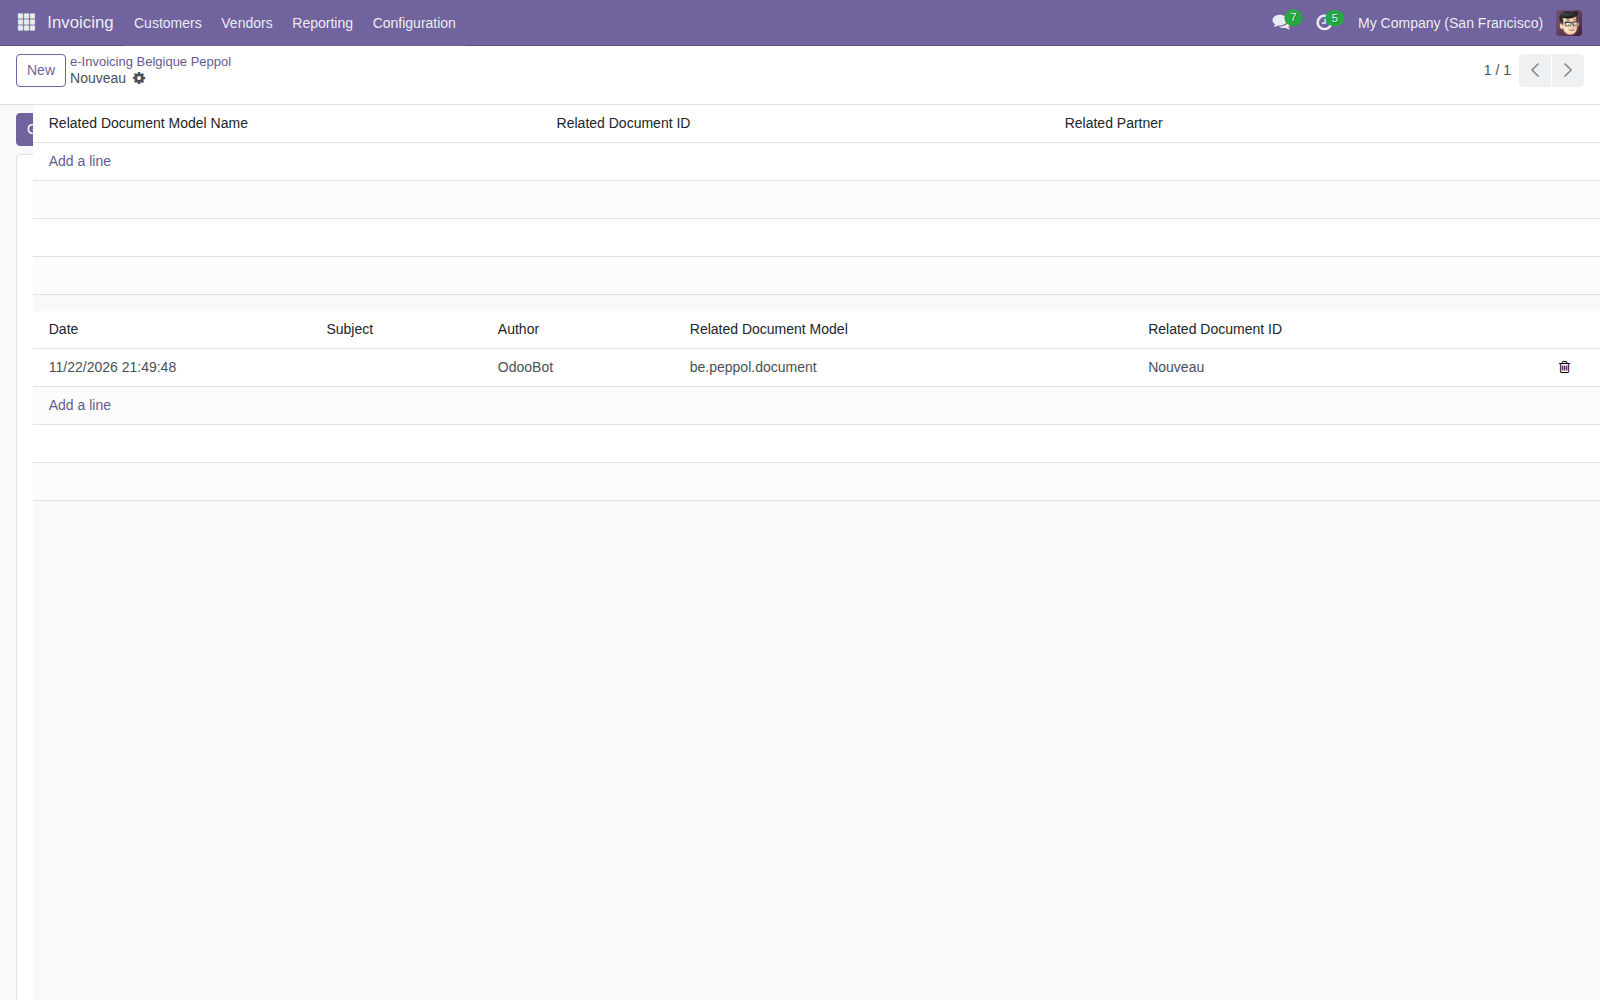 Invoicing Customers Vendors Reporting Configuration 7 5 My Company (San Francisco)
New
e-Invoicing Belgique Peppol
Nouveau
1 / 1
Related Document Model Name Related Document ID Related Partner
Add a line
Date Subject Author Related Document Model Related Document ID
11/22/2026 21:49:48 OdooBot be.peppol.document Nouveau
Add a line